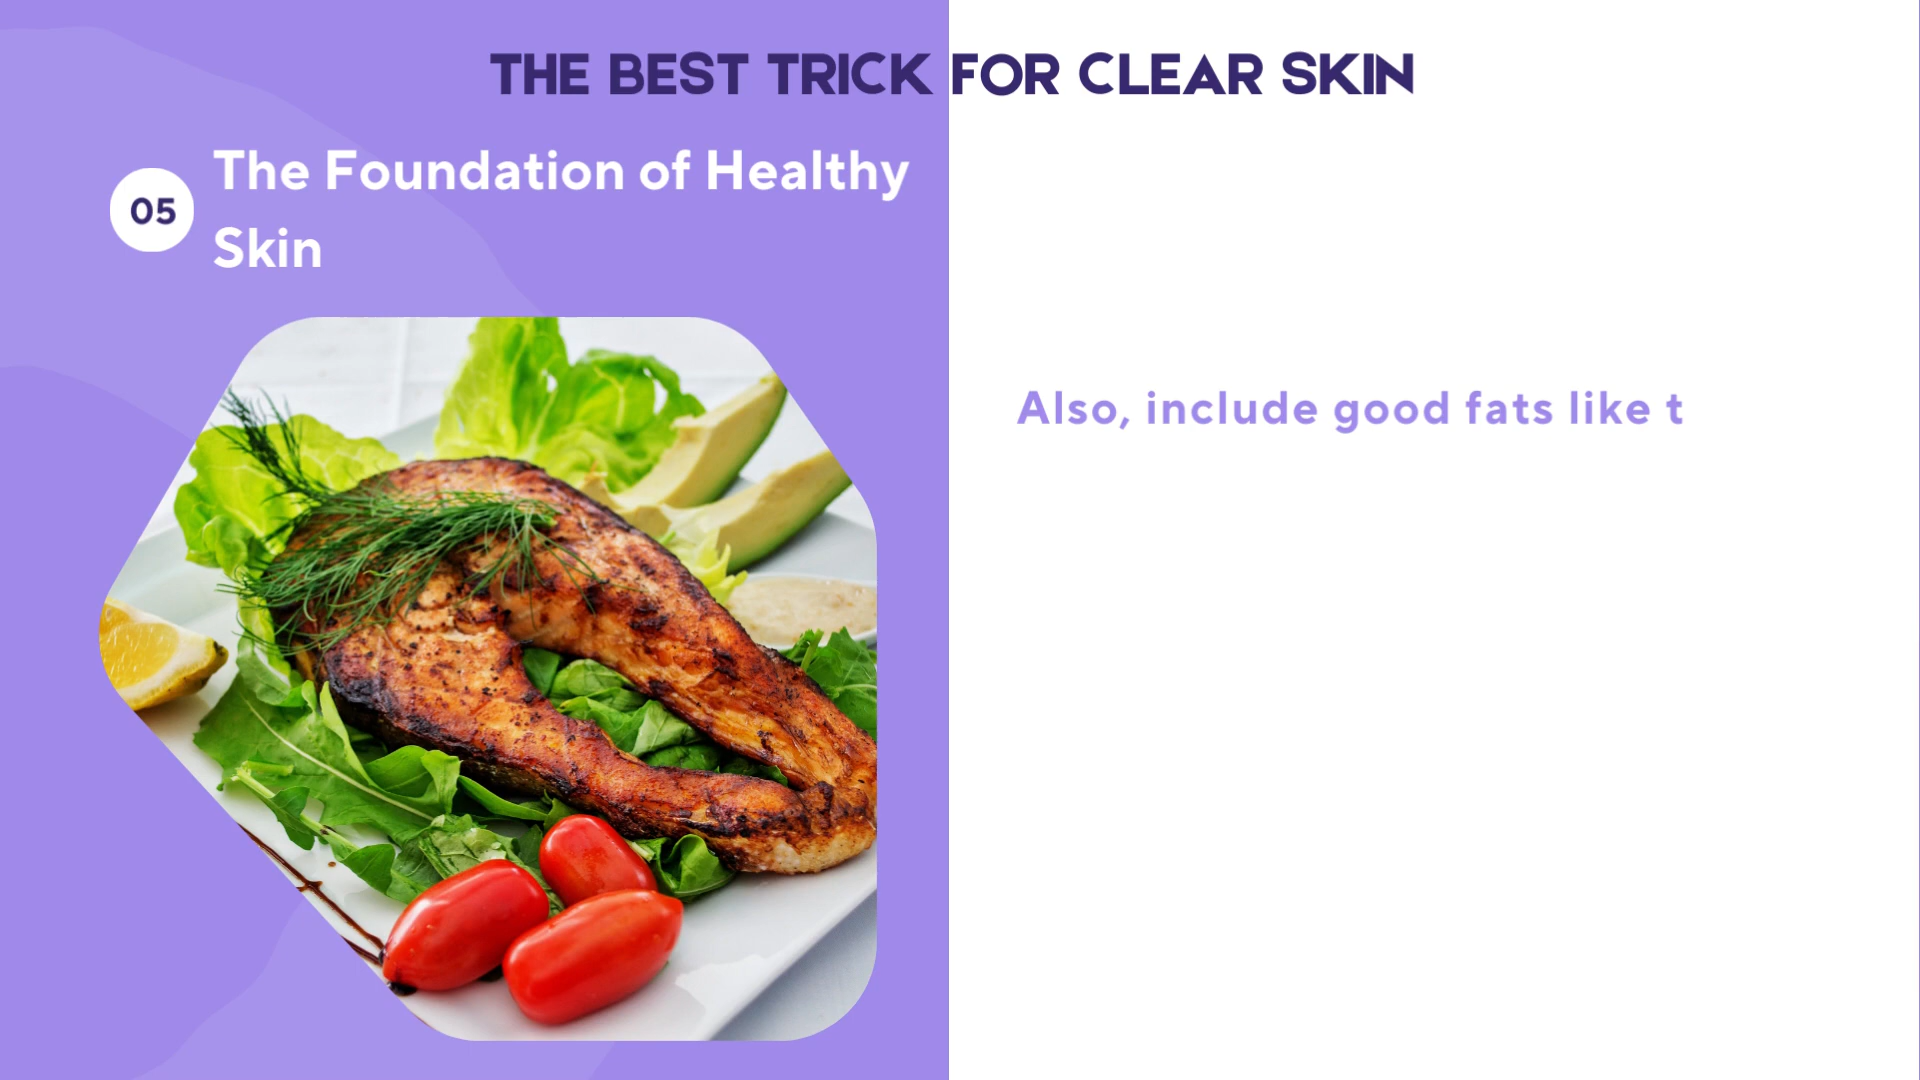 THE BEST TRICK FOR CLEAR SKIN
05
The Foundation of Healthy
Skin
Also, include good fats like t